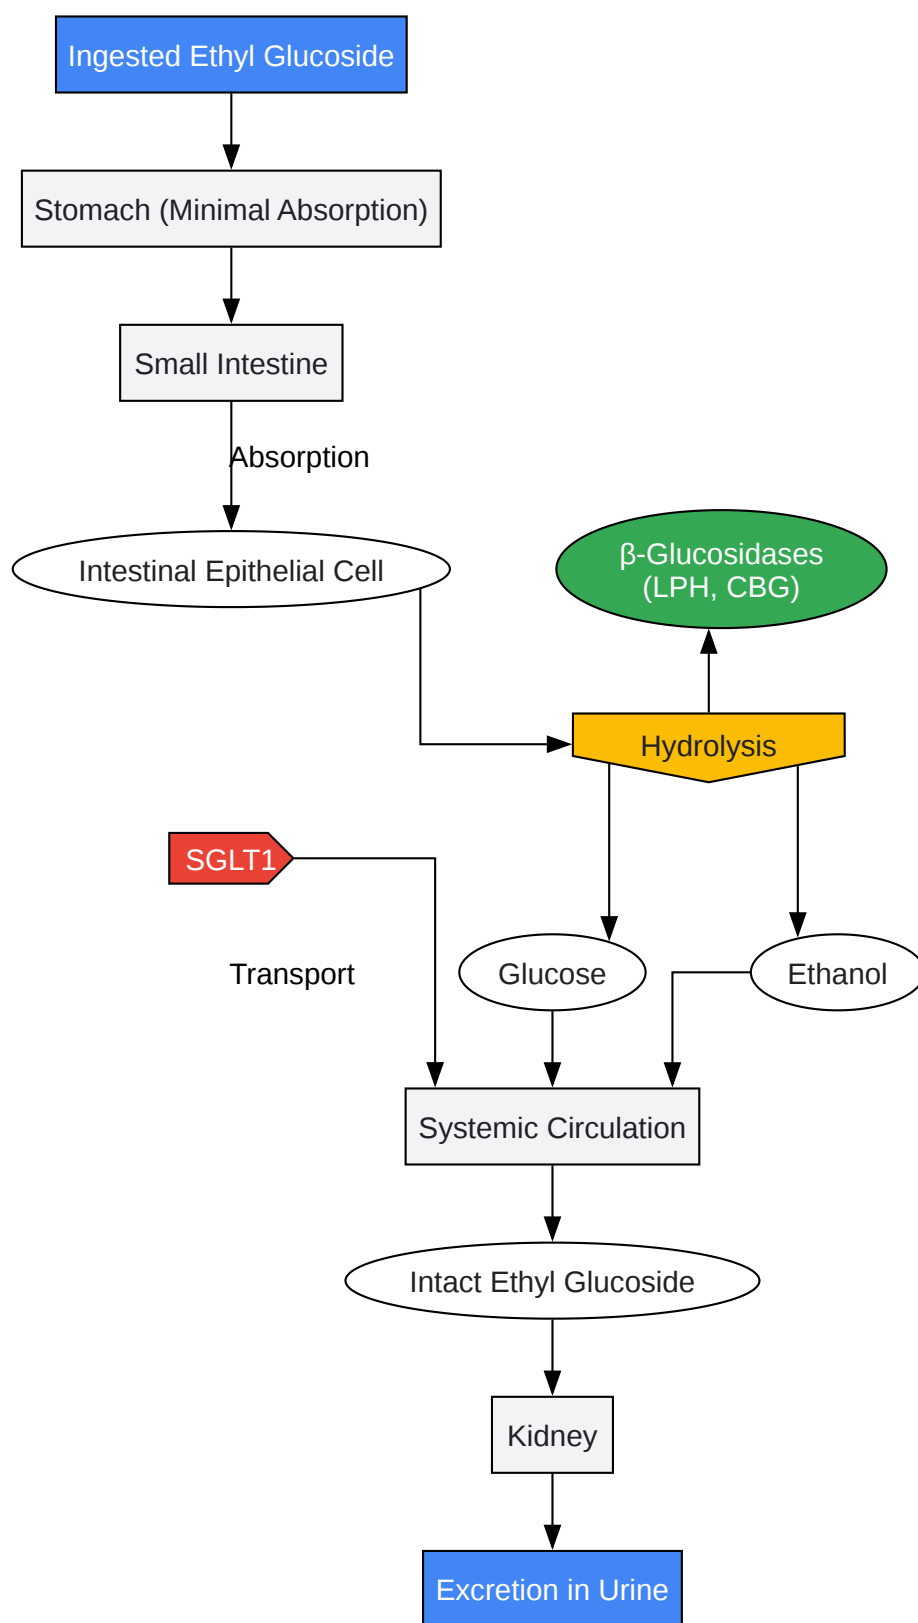 Ingested Ethyl Glucoside
Stomach (Minimal Absorption)
Small Intestine
Absorption
Intestinal Epithelial Cell
β-Glucosidases
(LPH, CBG)
Hydrolysis
SGLT1
Transport
Glucose
Ethanol
Systemic Circulation
Intact Ethyl Glucoside
Kidney
Excretion in Urine